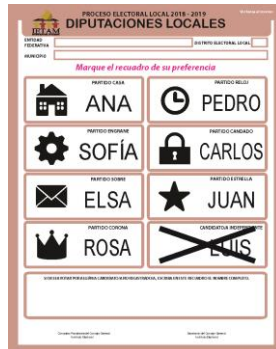 PROCESO ELECTORAL LOCAL 2018 - 2019
DIPUTACIONES LOCALES
IETAM
ENTIDAD
FEDERATIVA
DISTRITO ELECTORAL LOCAL
MUNICIPIO
Marque el recuadro de su preferencia
PARTIDO CASA
ANA
PARTIDO RELOJ
PEDRO
PARTIDO ENGRANE
SOFÍA
PARTIDO CANDADO
CARLOS
PARTIDO SOBRE
ELSA
PARTIDO ESTRELLA
JUAN
PARTIDO CORONA
ROSA
CANDIDATO/A INDEPENDIENTE
LUIS